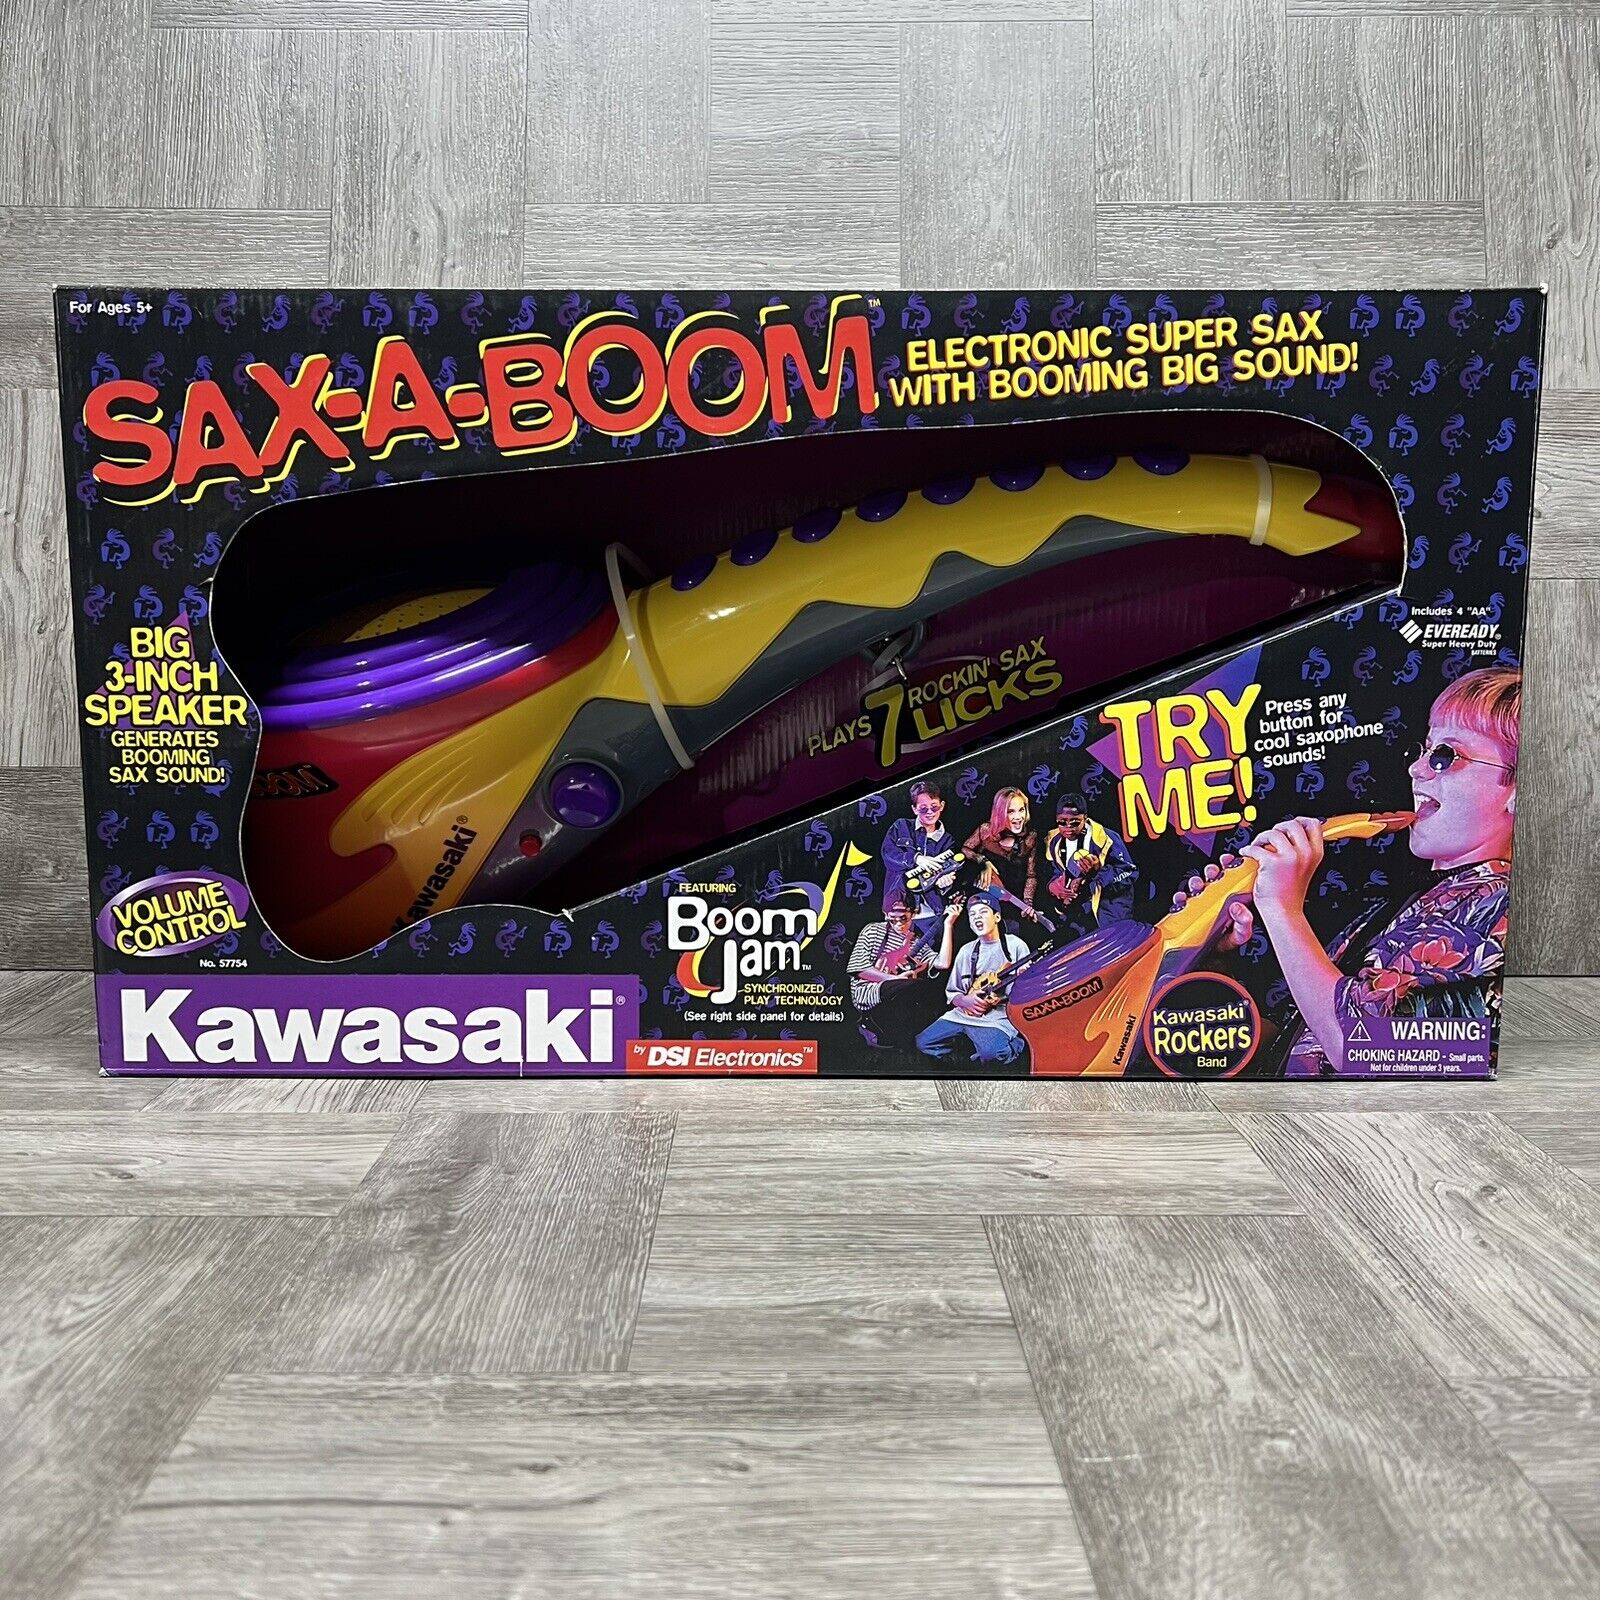 For Ages 5+
SAX-A-BOOM™
ELECTRONIC SUPER SAX
WITH BOOMING BIG SOUND!
BIG
3-INCH
SPEAKER
GENERATES
BOOMING
SAX SOUND!
VOLUME
CONTROL
No. 57754
Kawasaki®
PLAYS 7 ROCKIN' SAX
LICKS
Includes 4 "AA"
EVEREADY®
Super Heavy Duty
BATTERIES
TRY
ME!
Press any
button for
cool saxophone
sounds!
FEATURING
Boom
Jam™
SYNCHRONIZED
PLAY TECHNOLOGY
(See right side panel for details)
SAX-A-BOOM
Kawasaki
Kawasaki®
Rockers
Band
Kawasaki®
by DSI Electronics™
WARNING:
CHOKING HAZARD - Small parts.
Not for children under 3 years.